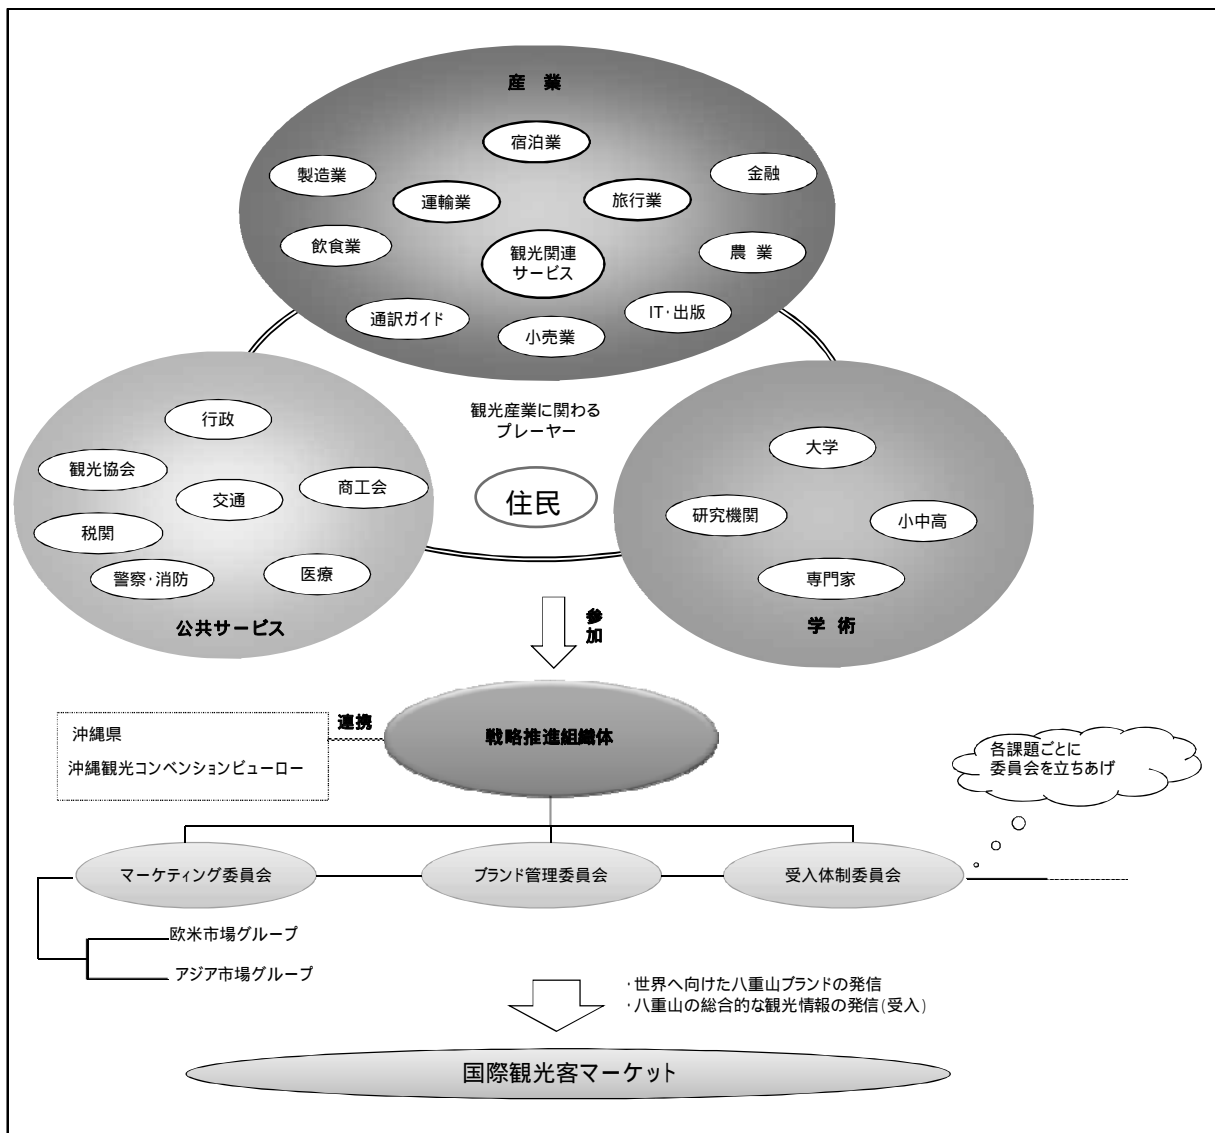 産 業
宿泊業
製造業
金融
運輸業
旅行業
飲食業
観光関連
サービス
農 業
通訳ガイド
小売業
IT・出版
観光産業に関わる
プレーヤー
住民
行政
観光協会
交通
商工会
税関
警察・消防
医療
公共サービス
大学
研究機関
小中高
専門家
学 術
参
加
沖縄県
沖縄観光コンベンションビューロー
連携
戦略推進組織体
各課題ごとに
委員会を立ちあげ
マーケティング委員会
ブランド管理委員会
受入体制委員会
欧米市場グループ
アジア市場グループ
・世界へ向けた八重山ブランドの発信
・八重山の総合的な観光情報の発信(受入)
国際観光客マーケット